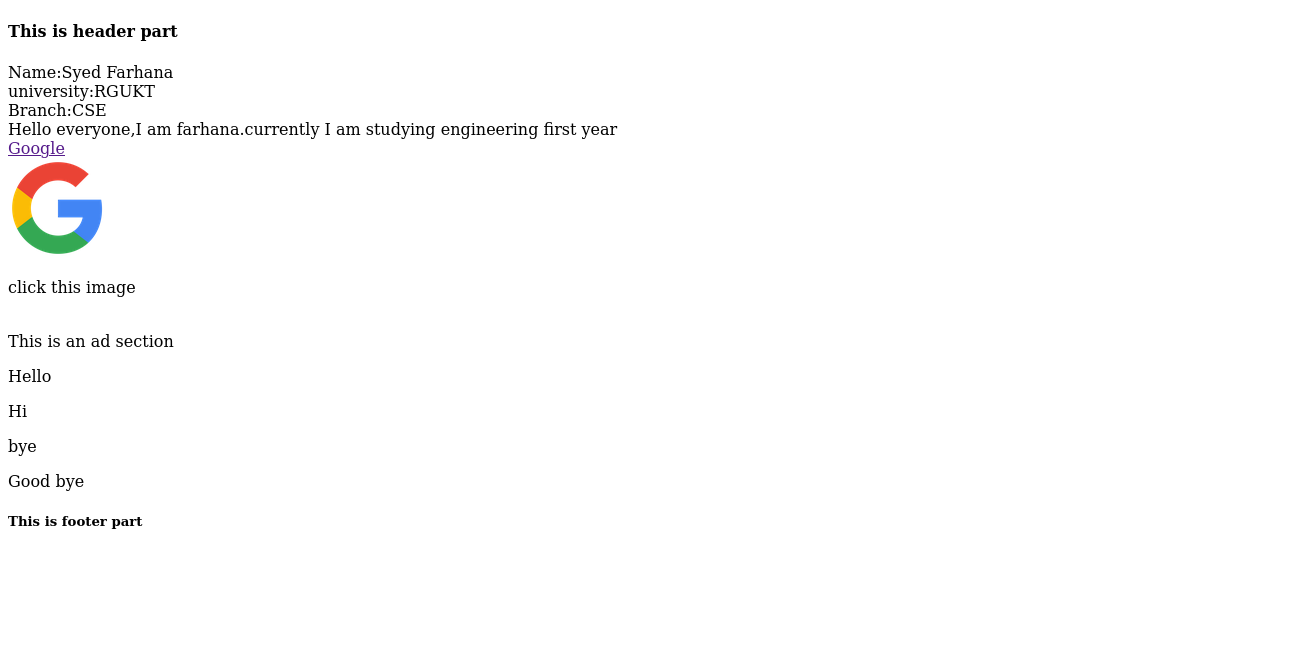 This is header part
Name:Syed Farhana
university:RGUKT
Branch:CSE
Hello everyone,I am farhana.currently I am studying engineering first year
Google
click this image
This is an ad section
Hello
Hi
bye
Good bye
This is footer part